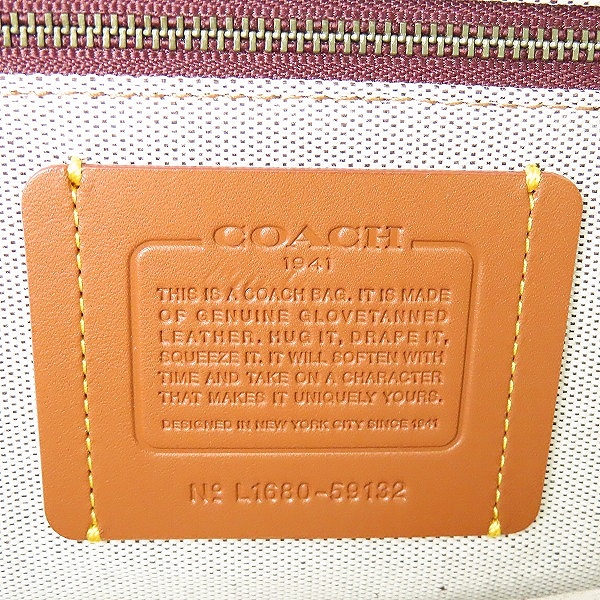 COACH
1941
THIS IS A COACH BAG. IT IS MADE
OF GENUINE GLOVETANNED
LEATHER. HUG IT, DRAPE IT,
SQUEEZE IT. IT WILL SOFTEN WITH
TIME AND TAKE ON A CHARACTER
THAT MAKES IT UNIQUELY YOURS.
DESIGNED IN NEW YORK CITY SINCE 1941
Nº L1680-59132